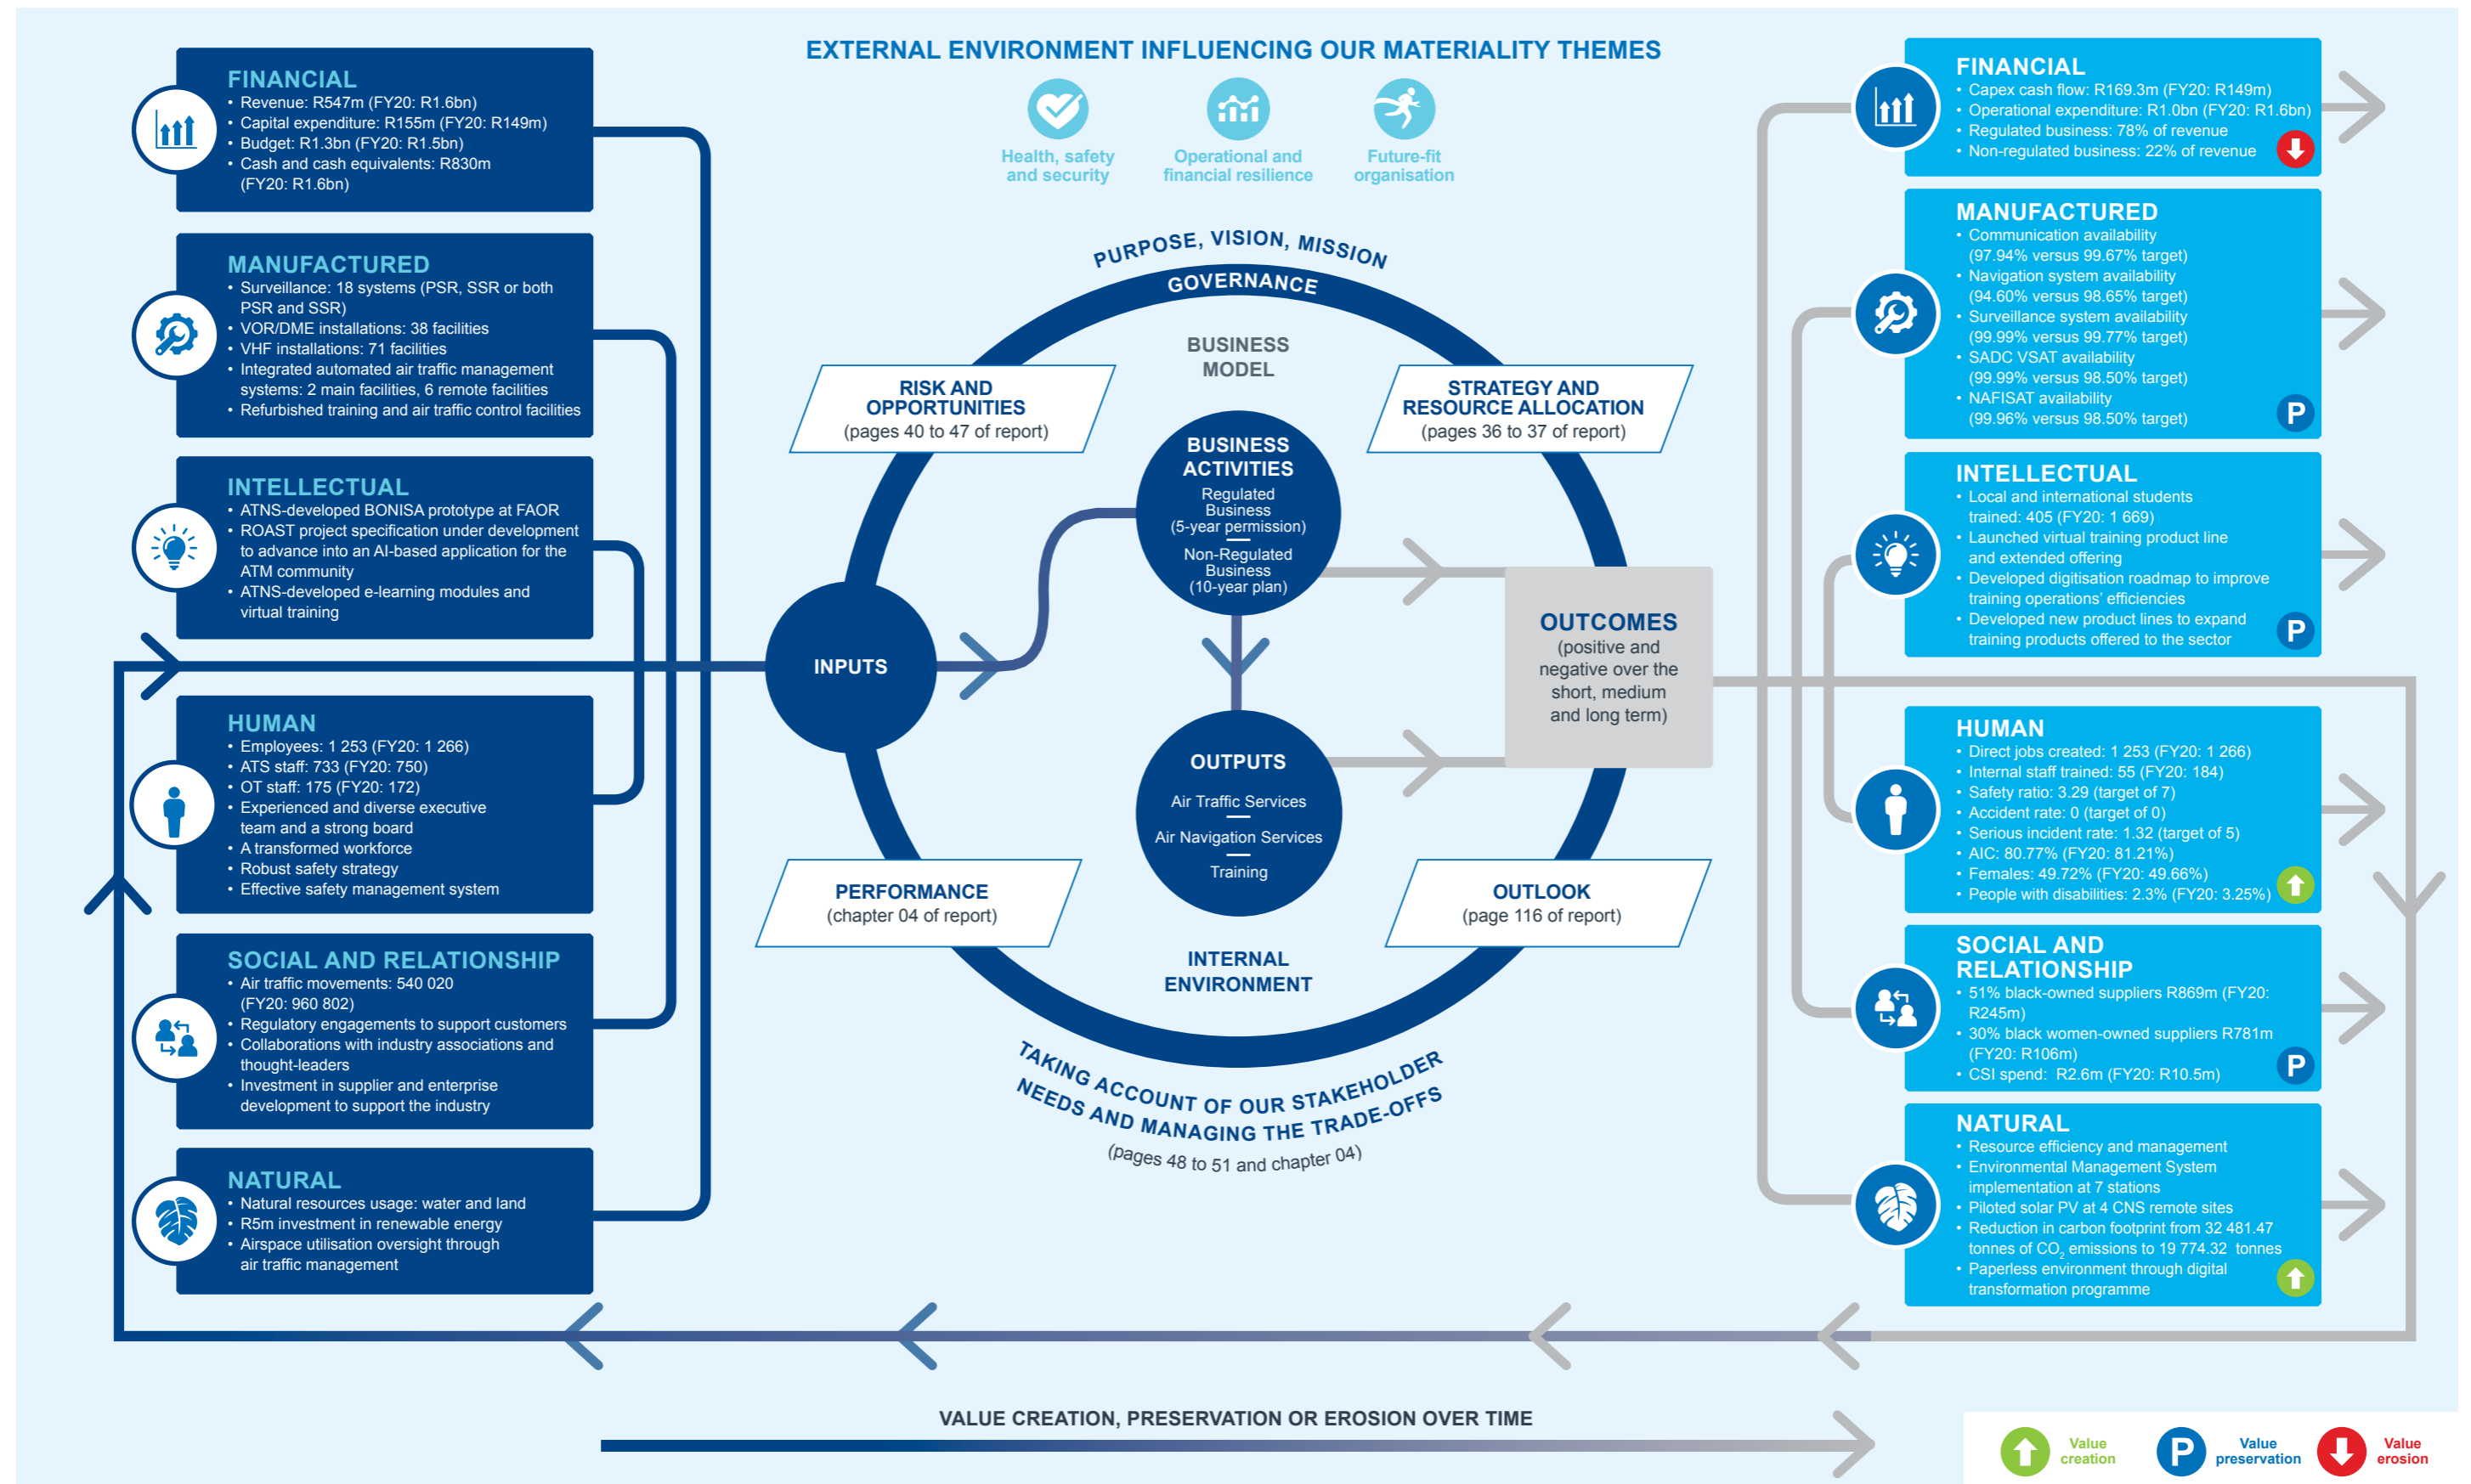 EXTERNAL ENVIRONMENT INFLUENCING OUR MATERIALITY THEMES
Health, safety
and security
Operational and
financial resilience
Future-fit
organisation
FINANCIAL
• Revenue: R547m (FY20: R1.6bn)
• Capital expenditure: R155m (FY20: R149m)
• Budget: R1.3bn (FY20: R1.5bn)
• Cash and cash equivalents: R830m
(FY20: R1.6bn)
MANUFACTURED
• Surveillance: 18 systems (PSR, SSR or both
PSR and SSR)
• VOR/DME installations: 38 facilities
• VHF installations: 71 facilities
• Integrated automated air traffic management
systems: 2 main facilities, 6 remote facilities
• Refurbished training and air traffic control facilities
INTELLECTUAL
• ATNS-developed BONISA prototype at FAOR
• ROAST project specification under development
to advance into an AI-based application for the
ATM community
• ATNS-developed e-learning modules and
virtual training
HUMAN
• Employees: 1 253 (FY20: 1 266)
• ATS staff: 733 (FY20: 750)
• OT staff: 175 (FY20: 172)
• Experienced and diverse executive
team and a strong board
• A transformed workforce
• Robust safety strategy
• Effective safety management system
SOCIAL AND RELATIONSHIP
• Air traffic movements: 540 020
(FY20: 960 802)
• Regulatory engagements to support customers
• Collaborations with industry associations and
thought-leaders
• Investment in supplier and enterprise
development to support the industry
NATURAL
• Natural resources usage: water and land
• R5m investment in renewable energy
• Airspace utilisation oversight through
air traffic management
PURPOSE, VISION, MISSION
GOVERNANCE
BUSINESS
MODEL
RISK AND
OPPORTUNITIES
(pages 40 to 47 of report)
STRATEGY AND
RESOURCE ALLOCATION
(pages 36 to 37 of report)
BUSINESS
ACTIVITIES
Regulated
Business
(5-year permission)
Non-Regulated
Business
(10-year plan)
INPUTS
OUTCOMES
(positive and
negative over the
short, medium
and long term)
OUTPUTS
Air Traffic Services
Air Navigation Services
Training
PERFORMANCE
(chapter 04 of report)
OUTLOOK
(page 116 of report)
INTERNAL
ENVIRONMENT
TAKING ACCOUNT OF OUR STAKEHOLDER
NEEDS AND MANAGING THE TRADE-OFFS
(pages 48 to 51 and chapter 04)
FINANCIAL
• Capex cash flow: R169.3m (FY20: R149m)
• Operational expenditure: R1.0bn (FY20: R1.6bn)
• Regulated business: 78% of revenue
• Non-regulated business: 22% of revenue
MANUFACTURED
• Communication availability
(97.94% versus 99.67% target)
• Navigation system availability
(94.60% versus 98.65% target)
• Surveillance system availability
(99.99% versus 99.77% target)
• SADC VSAT availability
(99.99% versus 98.50% target)
• NAFISAT availability
(99.96% versus 98.50% target)
P
INTELLECTUAL
• Local and international students
trained: 405 (FY20: 1 669)
• Launched virtual training product line
and extended offering
• Developed digitisation roadmap to improve
training operations’ efficiencies
• Developed new product lines to expand
training products offered to the sector
P
HUMAN
• Direct jobs created: 1 253 (FY20: 1 266)
• Internal staff trained: 55 (FY20: 184)
• Safety ratio: 3.29 (target of 7)
• Accident rate: 0 (target of 0)
• Serious incident rate: 1.32 (target of 5)
• AIC: 80.77% (FY20: 81.21%)
• Females: 49.72% (FY20: 49.66%)
• People with disabilities: 2.3% (FY20: 3.25%)
SOCIAL AND
RELATIONSHIP
• 51% black-owned suppliers R869m (FY20:
R245m)
• 30% black women-owned suppliers R781m
(FY20: R106m)
• CSI spend: R2.6m (FY20: R10.5m)
P
NATURAL
• Resource efficiency and management
• Environmental Management System
implementation at 7 stations
• Piloted solar PV at 4 CNS remote sites
• Reduction in carbon footprint from 32 481.47
tonnes of CO₂ emissions to 19 774.32 tonnes
• Paperless environment through digital
transformation programme
VALUE CREATION, PRESERVATION OR EROSION OVER TIME
Value
creation
P
Value
preservation
Value
erosion